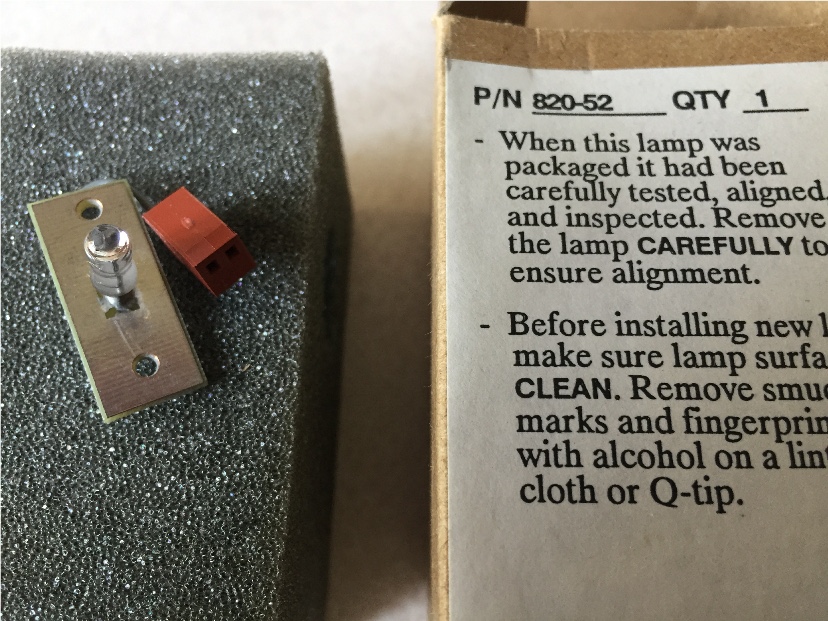 P/N 820-52 QTY 1
- When this lamp was
packaged it had been
carefully tested, aligned.
and inspected. Remove
the lamp CAREFULLY to
ensure alignment.
- Before installing new
make sure lamp
CLEAN. Remove
marks and
with alcohol on a
cloth or Q-tip.